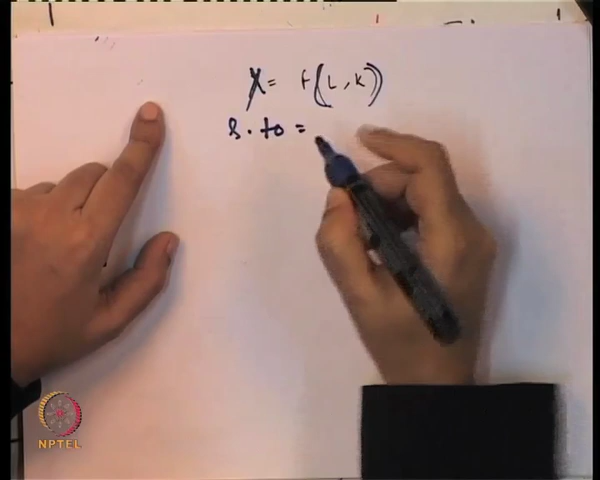 X = f(L, K)
s. to =
NPTEL